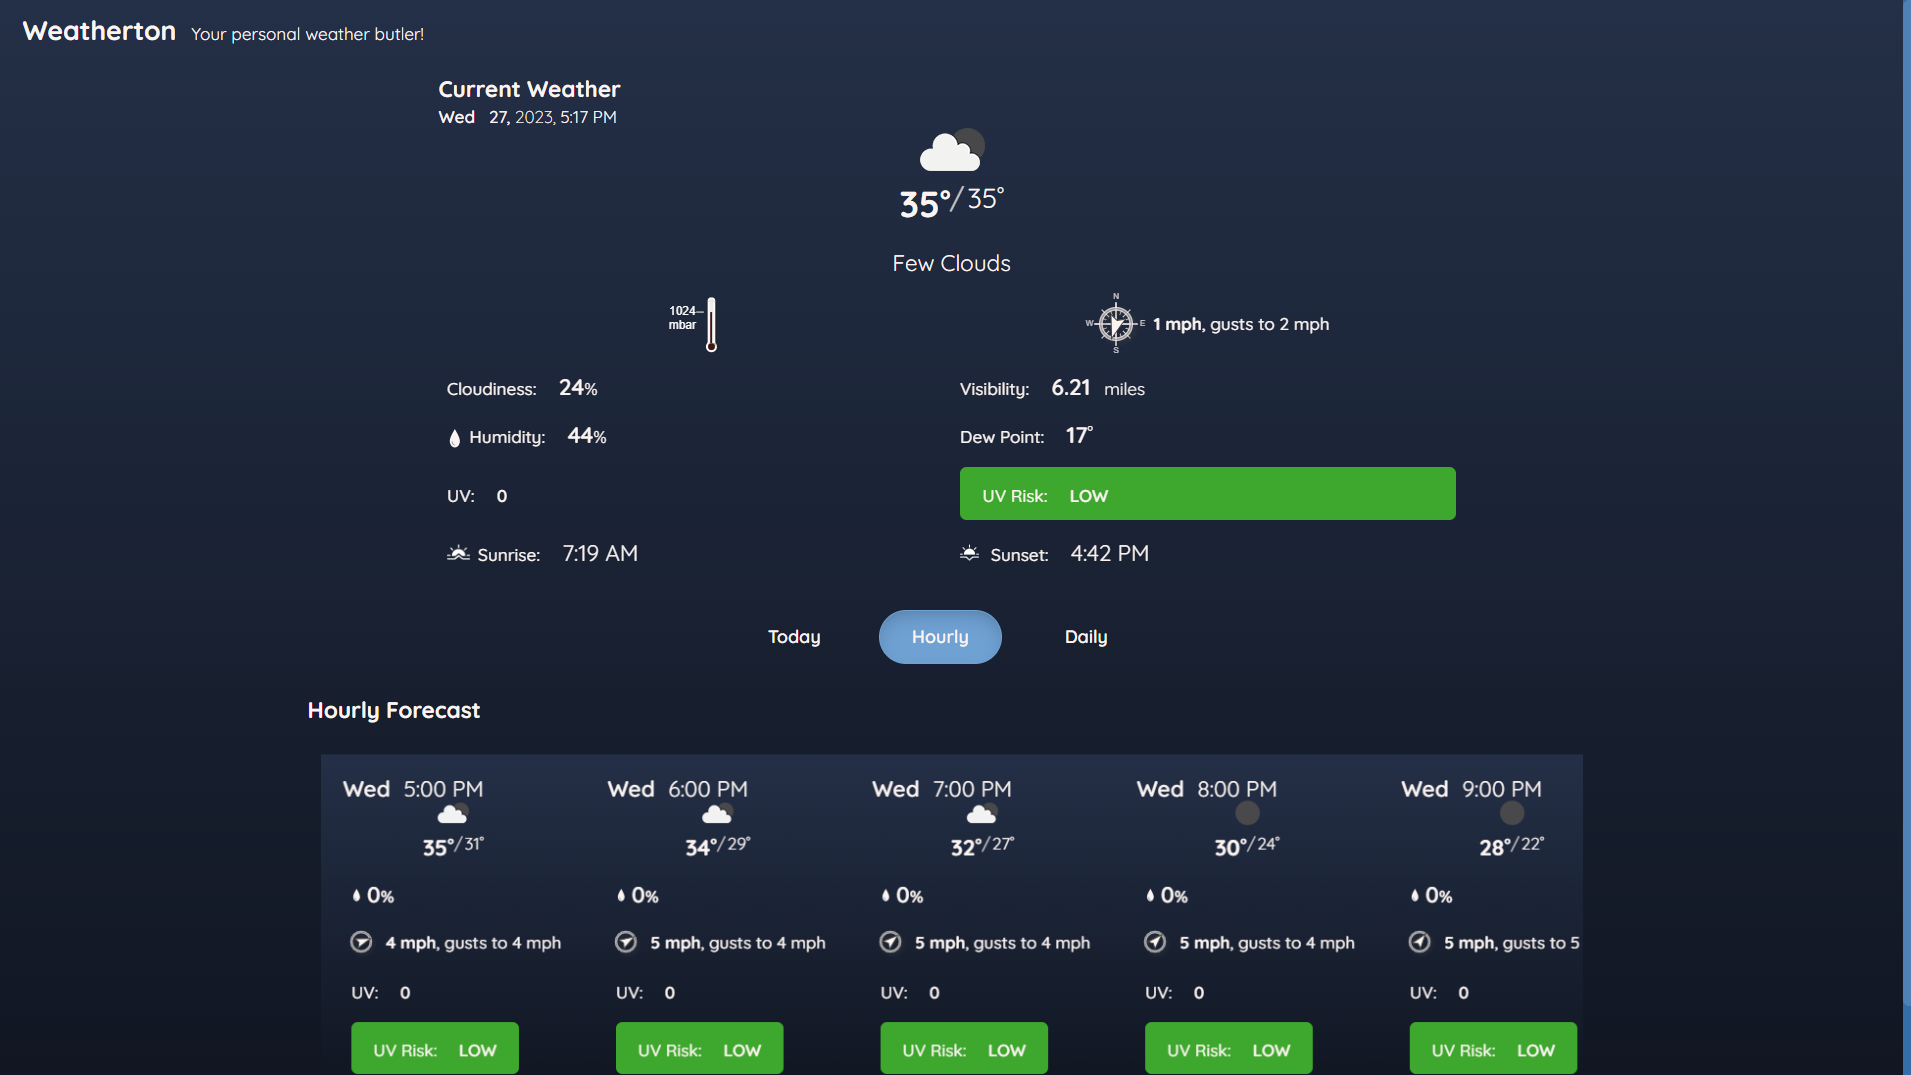 Weatherton Your personal weather butler!
Current Weather
Wed 27, 2023, 5:17 PM
35°/35°
Few Clouds
1024
mbar
N
W E
S
1 mph, gusts to 2 mph
Cloudiness: 24%
Visibility: 6.21 miles
Humidity: 44%
Dew Point: 17°
UV: 0
UV Risk: LOW
Sunrise: 7:19 AM
Sunset: 4:42 PM
Today Hourly Daily
Hourly Forecast
Wed 5:00 PM
35°/31°
0%
4 mph, gusts to 4 mph
UV: 0
UV Risk: LOW
Wed 6:00 PM
34°/29°
0%
5 mph, gusts to 4 mph
UV: 0
UV Risk: LOW
Wed 7:00 PM
32°/27°
0%
5 mph, gusts to 4 mph
UV: 0
UV Risk: LOW
Wed 8:00 PM
30°/24°
0%
5 mph, gusts to 4 mph
UV: 0
UV Risk: LOW
Wed 9:00 PM
28°/22°
0%
5 mph, gusts to 5
UV: 0
UV Risk: LOW